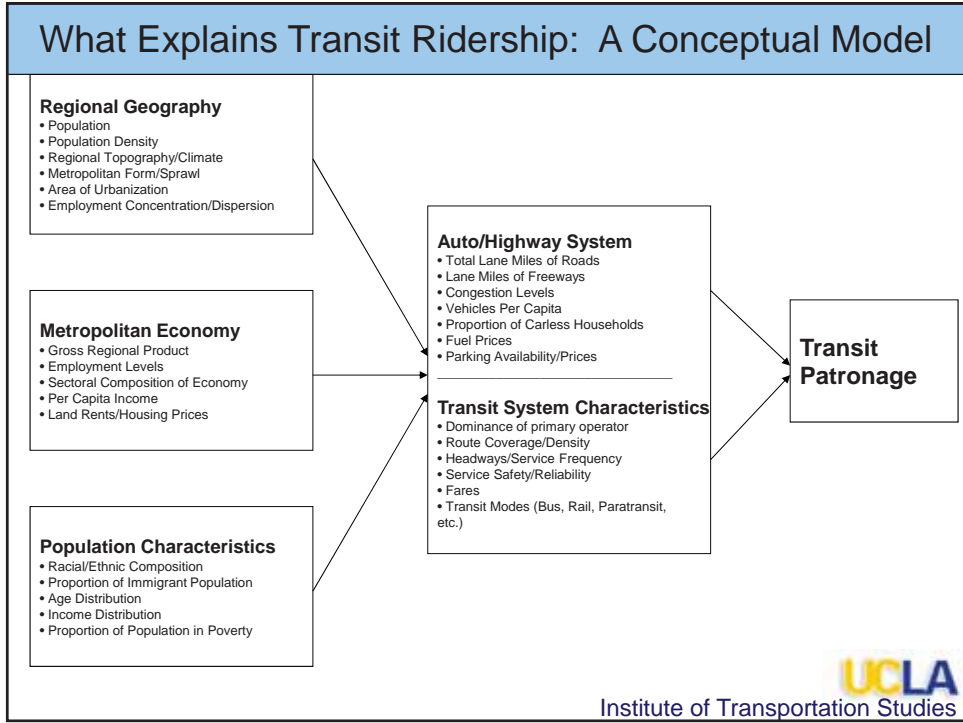 What Explains Transit Ridership:  A Conceptual Model
Regional Geography
• Population
• Population Density
• Regional Topography/Climate
• Metropolitan Form/Sprawl
• Area of Urbanization
• Employment Concentration/Dispersion
Metropolitan Economy
• Gross Regional Product
• Employment Levels
• Sectoral Composition of Economy
• Per Capita Income
• Land Rents/Housing Prices
Population Characteristics
• Racial/Ethnic Composition
• Proportion of Immigrant Population
• Age Distribution
• Income Distribution
• Proportion of Population in Poverty
Auto/Highway System
• Total Lane Miles of Roads
• Lane Miles of Freeways
• Congestion Levels
• Vehicles Per Capita
• Proportion of Carless Households
• Fuel Prices
• Parking Availability/Prices
Transit System Characteristics
• Dominance of primary operator
• Route Coverage/Density
• Headways/Service Frequency
• Service Safety/Reliability
• Fares
• Transit Modes (Bus, Rail, Paratransit,
etc.)
Transit
Patronage
UCLA
Institute of Transportation Studies